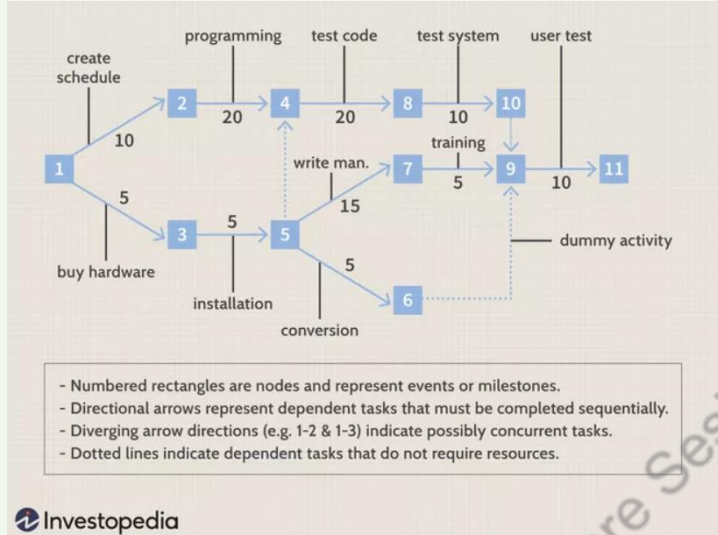 programming test code test system user test
create
schedule
2 4 8 10
20 20 10
10
training
1 write man. 7 9 11
5 15 5 10
5
3 5 dummy activity
5
buy hardware 6
installation
conversion
- Numbered rectangles are nodes and represent events or milestones.
- Directional arrows represent dependent tasks that must be completed sequentially.
- Diverging arrow directions (e.g. 1-2 & 1-3) indicate possibly concurrent tasks.
- Dotted lines indicate dependent tasks that do not require resources.
Investopedia